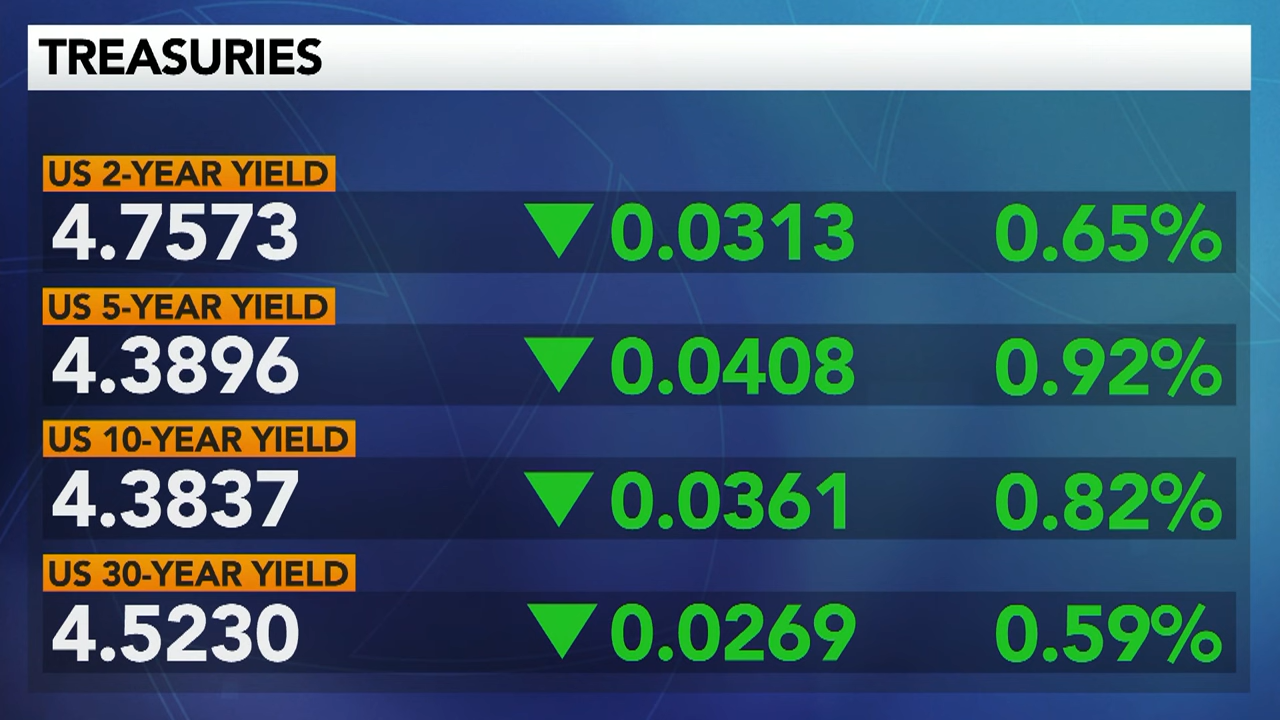 TREASURIES
US 2-YEAR YIELD
4.7573 ▼ 0.0313 0.65%
US 5-YEAR YIELD
4.3896 ▼ 0.0408 0.92%
US 10-YEAR YIELD
4.3837 ▼ 0.0361 0.82%
US 30-YEAR YIELD
4.5230 ▼ 0.0269 0.59%